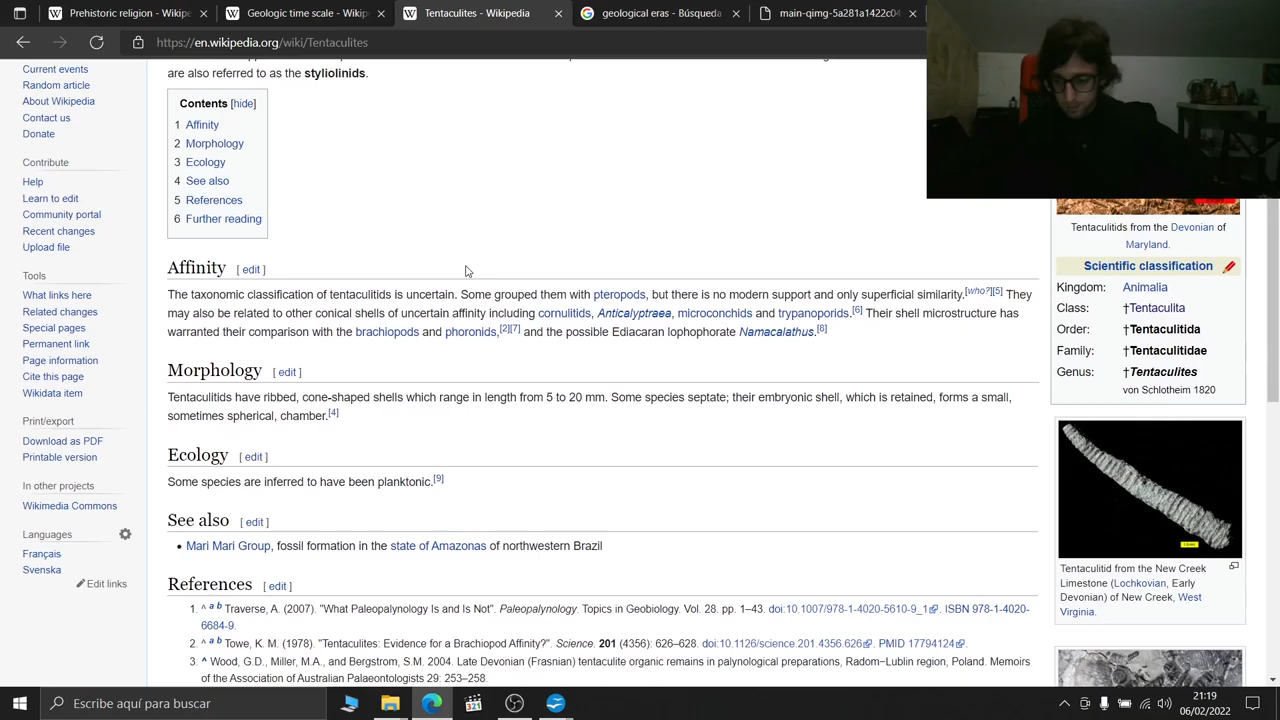 Prehistoric religion - Wikipedia
Geologic time scale - Wikipedia
Tentaculites - Wikipedia
geological eras - Búsqueda
main-qimg-5a281a1422c04
https://en.wikipedia.org/wiki/Tentaculites
are also referred to as the styliolinids.
Current events
Random article
About Wikipedia
Contact us
Donate
Contribute
Help
Learn to edit
Community portal
Recent changes
Upload file
Tools
What links here
Related changes
Special pages
Permanent link
Page information
Cite this page
Wikidata item
Print/export
Download as PDF
Printable version
In other projects
Wikimedia Commons
Languages
Français
Svenska
Edit links
Contents [hide]
1 Affinity
2 Morphology
3 Ecology
4 See also
5 References
6 Further reading
Affinity [ edit ]
The taxonomic classification of tentaculitids is uncertain. Some grouped them with pteropods, but there is no modern support and only superficial similarity.[who?][5] They
may also be related to other conical shells of uncertain affinity including cornulitids, Anticalyptraea, microconchids and trypanoporids.[6] Their shell microstructure has
warranted their comparison with the brachiopods and phoronids,[2][7] and the possible Ediacaran lophophorate Namacalathus.[8]
Morphology [ edit ]
Tentaculitids have ribbed, cone-shaped shells which range in length from 5 to 20 mm. Some species septate; their embryonic shell, which is retained, forms a small,
sometimes spherical, chamber.[4]
Ecology [ edit ]
Some species are inferred to have been planktonic.[9]
See also [ edit ]
• Mari Mari Group, fossil formation in the state of Amazonas of northwestern Brazil
References [ edit ]
1. ^ a b Traverse, A. (2007). "What Paleopalynology Is and Is Not". Paleopalynology. Topics in Geobiology. Vol. 28. pp. 1–43. doi:10.1007/978-1-4020-5610-9_1. ISBN 978-1-4020-
6684-9.
2. ^ a b Towe, K. M. (1978). "Tentaculites: Evidence for a Brachiopod Affinity?". Science. 201 (4356): 626–628. doi:10.1126/science.201.4356.626. PMID 17794124.
3. ^ Wood, G.D., Miller, M.A., and Bergstrom, S.M. 2004. Late Devonian (Frasnian) tentaculite organic remains in palynological preparations, Radom−Lublin region, Poland. Memoirs
of the Association of Australian Palaeontologists 29: 253–258.
Tentaculitids from the Devonian of
Maryland.
Scientific classification
Kingdom: Animalia
Class: †Tentaculita
Order: †Tentaculitida
Family: †Tentaculitidae
Genus: †Tentaculites
von Schlotheim 1820
Tentaculitid from the New Creek
Limestone (Lochkovian, Early
Devonian) of New Creek, West
Virginia.
Escribe aquí para buscar
321
21:19
06/02/2022